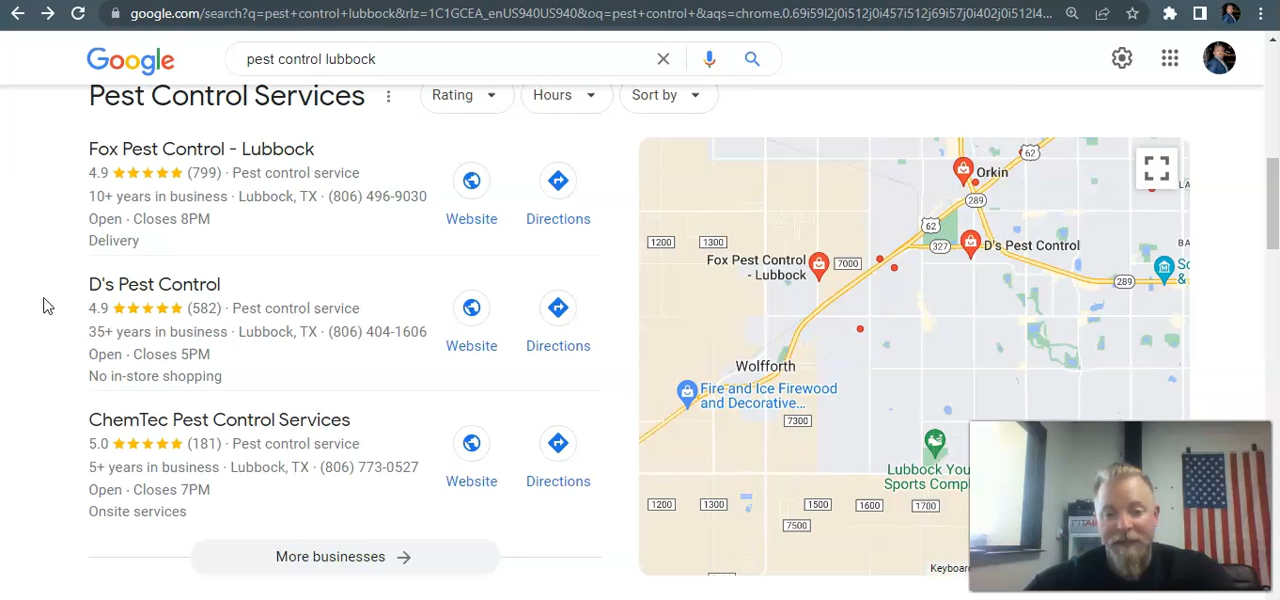 google.com/search?q=pest+control+lubbock&rlz=1C1GCEA_enUS940US940&oq=pest+control+&aqs=chrome.0.69i59l2j0i512j0i457i512j69i57j0i402j0i512l4...
Google
pest control lubbock
Pest Control Services
Rating
Hours
Sort by
Fox Pest Control - Lubbock
4.9 (799) · Pest control service
10+ years in business · Lubbock, TX · (806) 496-9030
Open · Closes 8PM
Delivery
Website
Directions
D's Pest Control
4.9 (582) · Pest control service
35+ years in business · Lubbock, TX · (806) 404-1606
Open · Closes 5PM
No in-store shopping
Website
Directions
ChemTec Pest Control Services
5.0 (181) · Pest control service
5+ years in business · Lubbock, TX · (806) 773-0527
Open · Closes 7PM
Onsite services
Website
Directions
More businesses
62
Orkin
289
LA
62
1200
1300
327
D's Pest Control
BA
Fox Pest Control
- Lubbock
7000
Sc
&
289
Wolfforth
Fire and Ice Firewood
and Decorative...
7300
Lubbock You
Sports Compl
1200
1300
1500
1600
1700
7500
Keyboard